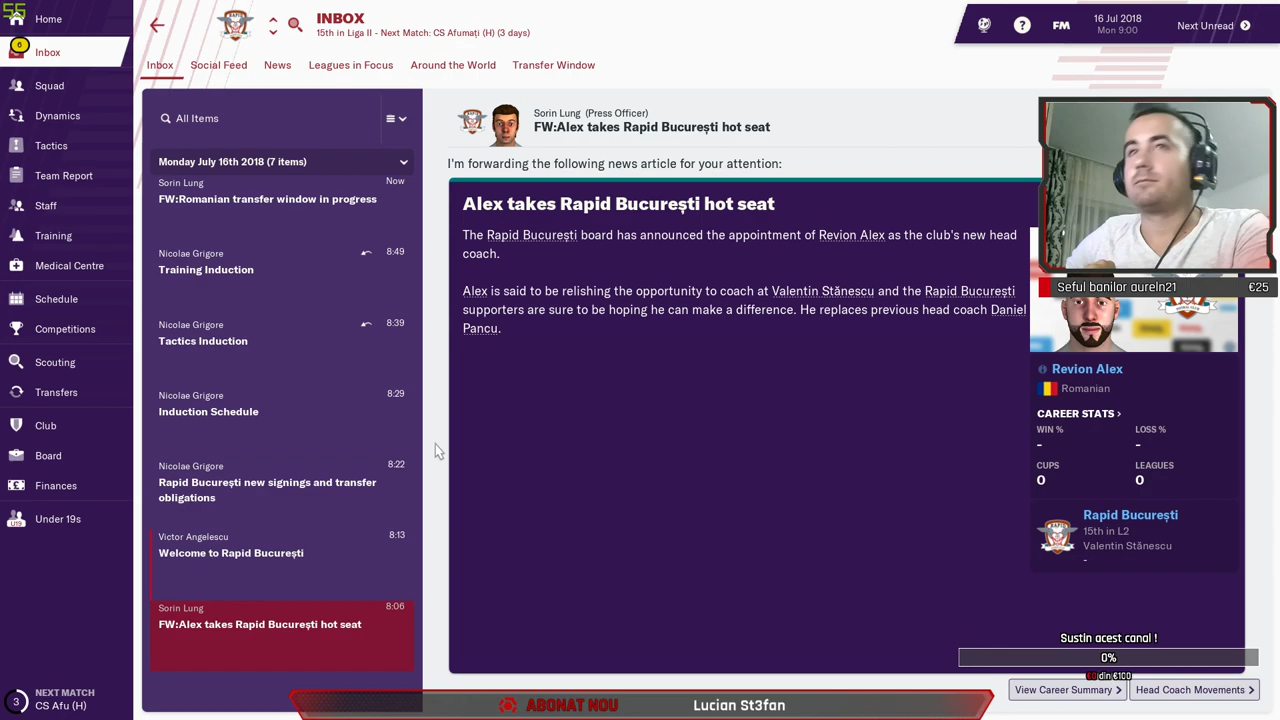 55
Home
6
Inbox
Squad
Dynamics
Tactics
Team Report
Staff
Training
Medical Centre
Schedule
Competitions
Scouting
Transfers
Club
Board
Finances
U19
Under 19s
3
NEXT MATCH
CS Afu (H)
INBOX
15th in Liga II - Next Match: CS Afumați (H) (3 days)
FM
16 Jul 2018
Mon 9:00
Next Unread
Inbox
Social Feed
News
Leagues in Focus
Around the World
Transfer Window
All Items
Monday July 16th 2018 (7 items)
Sorin Lung
Now
FW:Romanian transfer window in progress
Nicolae Grigore
8:49
Training Induction
Nicolae Grigore
8:39
Tactics Induction
Nicolae Grigore
8:29
Induction Schedule
Nicolae Grigore
8:22
Rapid București new signings and transfer
obligations
Victor Angelescu
8:13
Welcome to Rapid București
Sorin Lung
8:06
FW:Alex takes Rapid București hot seat
Sorin Lung (Press Officer)
FW:Alex takes Rapid București hot seat
I'm forwarding the following news article for your attention:
Alex takes Rapid București hot seat
The Rapid București board has announced the appointment of Revion Alex as the club's new head
coach.
Alex is said to be relishing the opportunity to coach at Valentin Stănescu and the Rapid București
supporters are sure to be hoping he can make a difference. He replaces previous head coach Daniel
Pancu.
Seful banilor aureln21
€25
Revion Alex
Romanian
CAREER STATS >
WIN %
LOSS %
-
-
CUPS
LEAGUES
0
0
Rapid București
15th in L2
Valentin Stănescu
-
Sustin acest canal !
0%
€0 din €100
View Career Summary >
Head Coach Movements >
ABONAT NOU
Lucian St3fan